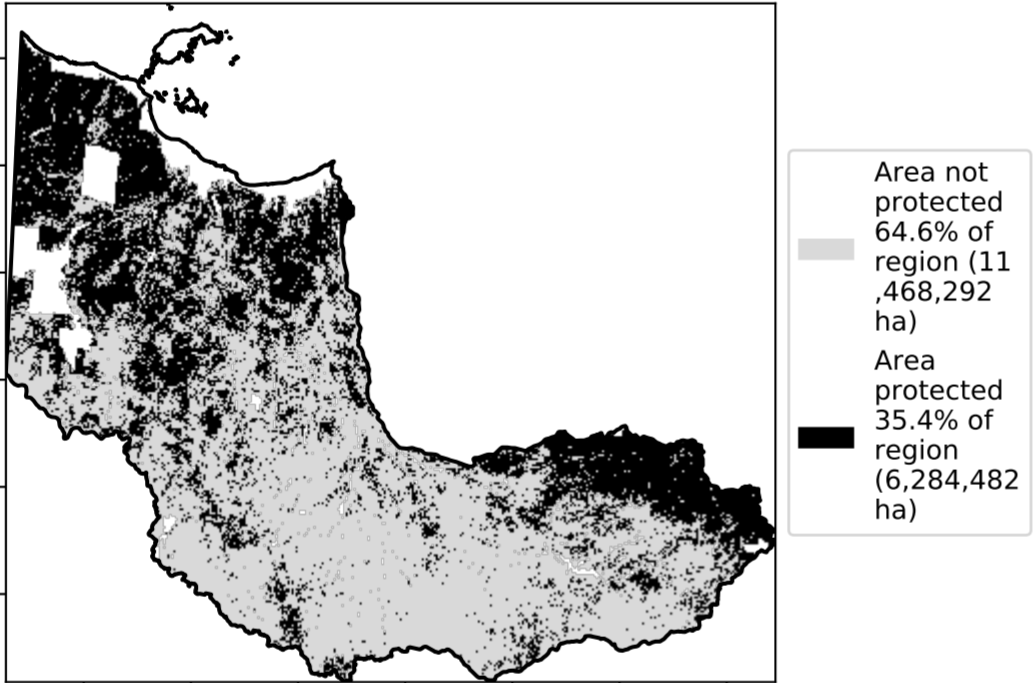 Area not
protected
64.6% of
region (11
,468,292
ha)
Area
protected
35.4% of
region
(6,284,482
ha)